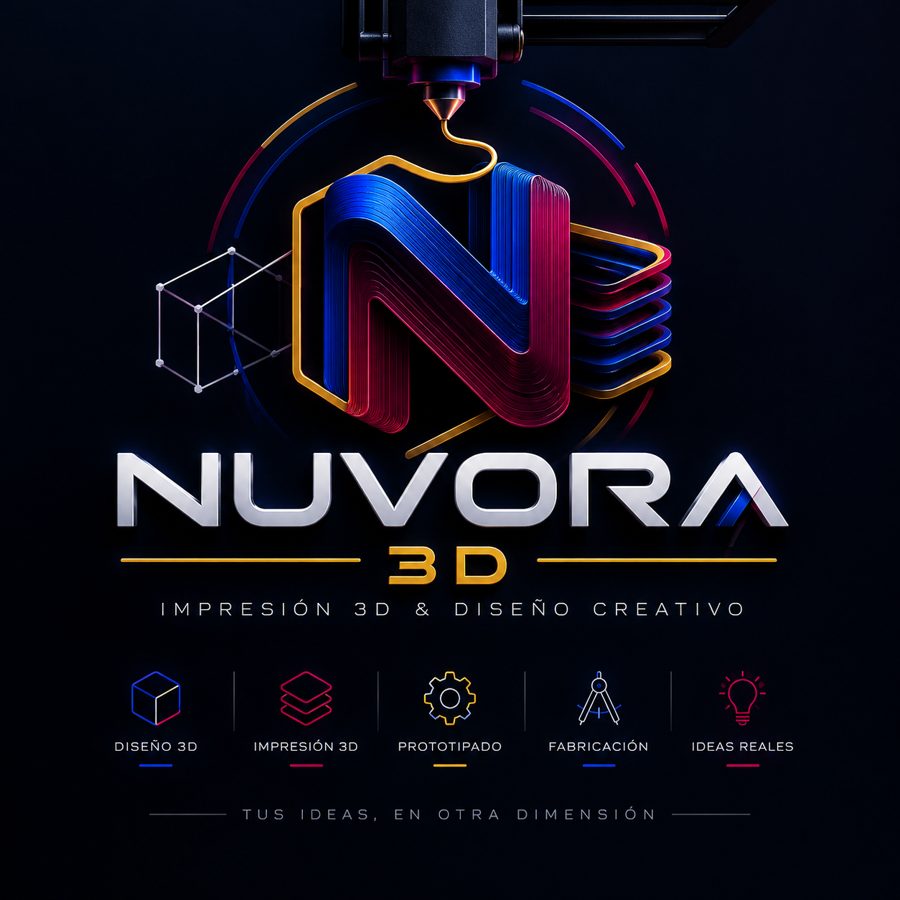 NUVORA
3D
IMPRESIÓN 3D & DISEÑO CREATIVO
DISEÑO 3D
IMPRESIÓN 3D
PROTOTIPADO
FABRICACIÓN
IDEAS REALES
TUS IDEAS, EN OTRA DIMENSIÓN